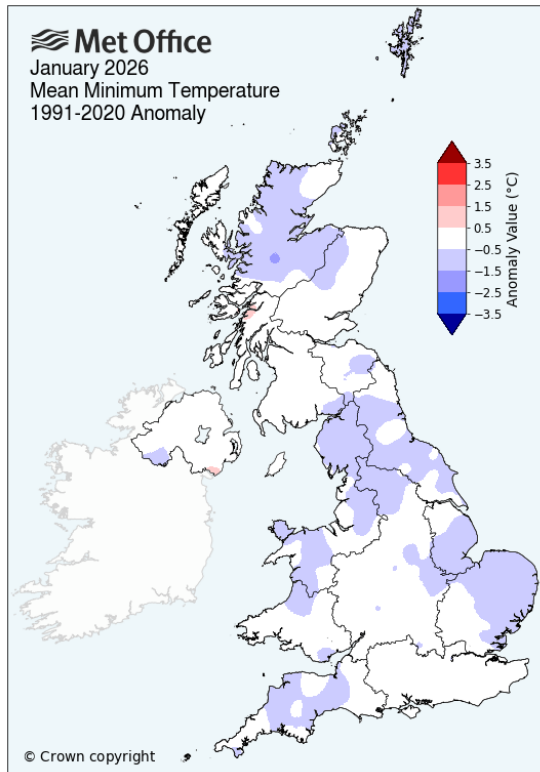 Met Office
January 2026
Mean Minimum Temperature
1991-2020 Anomaly
3.5
2.5
1.5
0.5
−0.5
−1.5
−2.5
−3.5
Anomaly Value (°C)
© Crown copyright